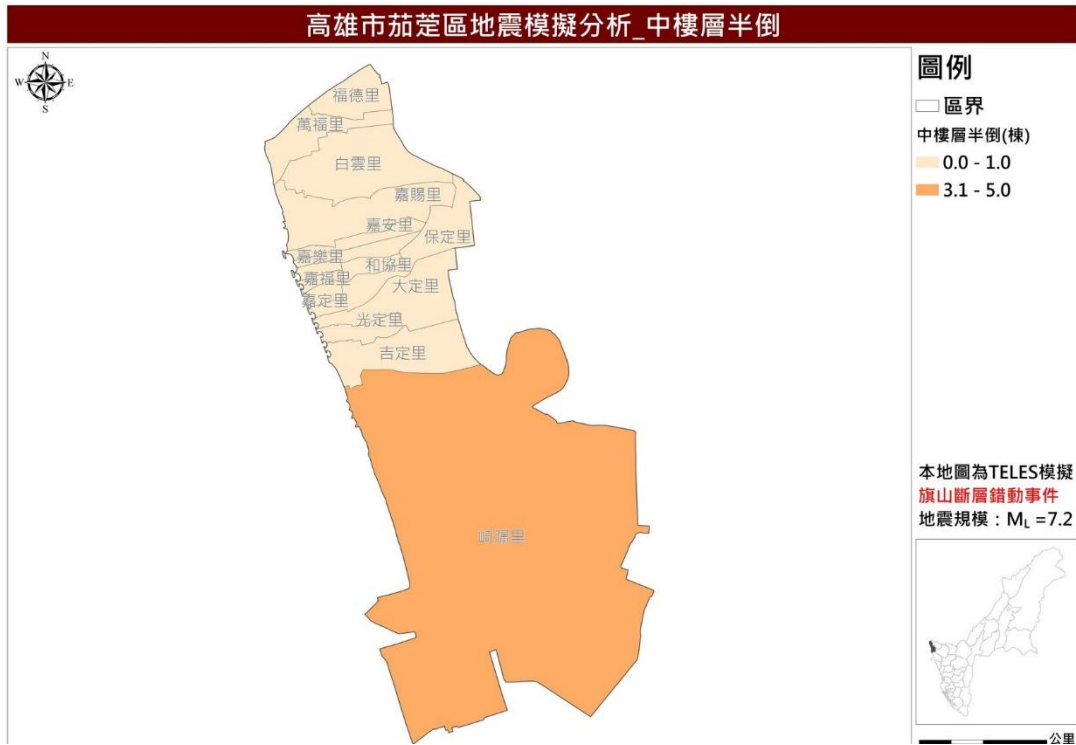 高雄市茄萣區地震模擬分析_中樓層半倒
N
W
E
S
福德里
萬福里
白雲里
嘉賜里
嘉安里
保定里
嘉樂里
和協里
嘉福里
大定里
嘉定里
光定里
吉定里
崎漏里
圖例
區界
中樓層半倒(棟)
0.0 - 1.0
3.1 - 5.0
本地圖為TELES模擬
旗山斷層錯動事件
地震規模：ML =7.2
公里